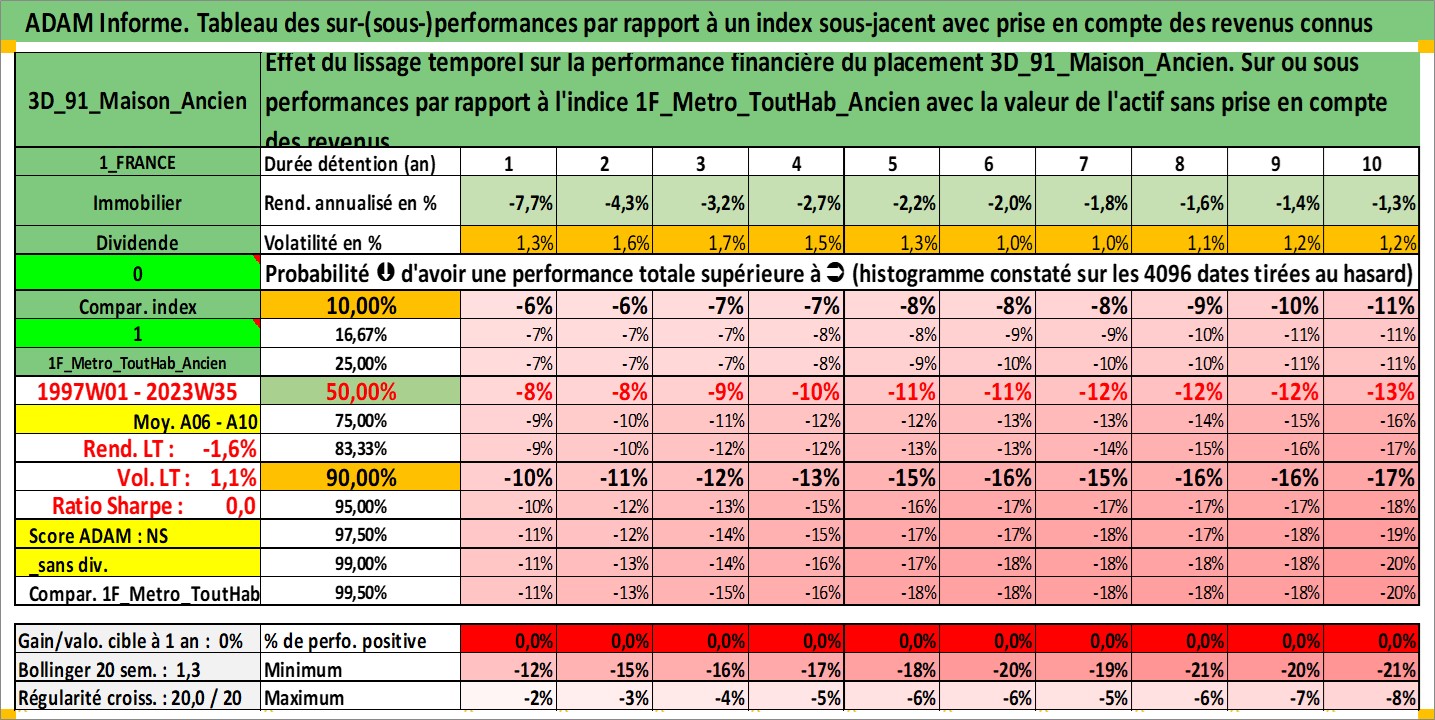 ADAM Informe. Tableau des sur-(sous-)performances par rapport à un index sous-jacent avec prise en compte des revenus connus
3D_91_Maison_Ancien
Effet du lissage temporel sur la performance financière du placement 3D_91_Maison_Ancien. Sur ou sous
performances par rapport à l'indice 1F_Metro_ToutHab_Ancien avec la valeur de l'actif sans prise en compte
des revenus
1_FRANCE Durée détention (an) 1 2 3 4 5 6 7 8 9 10
Immobilier Rend. annualisé en % -7,7% -4,3% -3,2% -2,7% -2,2% -2,0% -1,8% -1,6% -1,4% -1,3%
Dividende Volatilité en % 1,3% 1,6% 1,7% 1,5% 1,3% 1,0% 1,0% 1,1% 1,2% 1,2%
0 Probabilité d'avoir une performance totale supérieure à (histogramme constaté sur les 4096 dates tirées au hasard)
Compar. index 10,00% -6% -6% -7% -7% -8% -8% -8% -9% -10% -11%
1 16,67% -7% -7% -7% -8% -8% -9% -9% -10% -11% -11%
1F_Metro_ToutHab_Ancien 25,00% -7% -7% -7% -8% -9% -10% -10% -10% -11% -11%
1997W01 - 2023W35 50,00% -8% -8% -9% -10% -11% -11% -12% -12% -12% -13%
Moy. A06 - A10 75,00% -9% -10% -11% -12% -12% -13% -13% -14% -15% -16%
Rend. LT : -1,6% 83,33% -9% -10% -12% -12% -13% -13% -14% -15% -16% -17%
Vol. LT : 1,1% 90,00% -10% -11% -12% -13% -15% -16% -15% -16% -16% -17%
Ratio Sharpe : 0,0 95,00% -10% -12% -13% -15% -16% -17% -17% -17% -17% -18%
Score ADAM : NS 97,50% -11% -12% -14% -15% -17% -17% -18% -17% -18% -19%
_sans div. 99,00% -11% -13% -14% -16% -17% -18% -18% -18% -18% -20%
Compar. 1F_Metro_ToutHab 99,50% -11% -13% -15% -16% -18% -18% -18% -18% -18% -20%
Gain/valo. cible à 1 an : 0% % de perfo. positive 0,0% 0,0% 0,0% 0,0% 0,0% 0,0% 0,0% 0,0% 0,0% 0,0%
Bollinger 20 sem. : 1,3 Minimum -12% -15% -16% -17% -18% -20% -19% -21% -20% -21%
Régularité croiss. : 20,0 / 20 Maximum -2% -3% -4% -5% -6% -6% -5% -6% -7% -8%